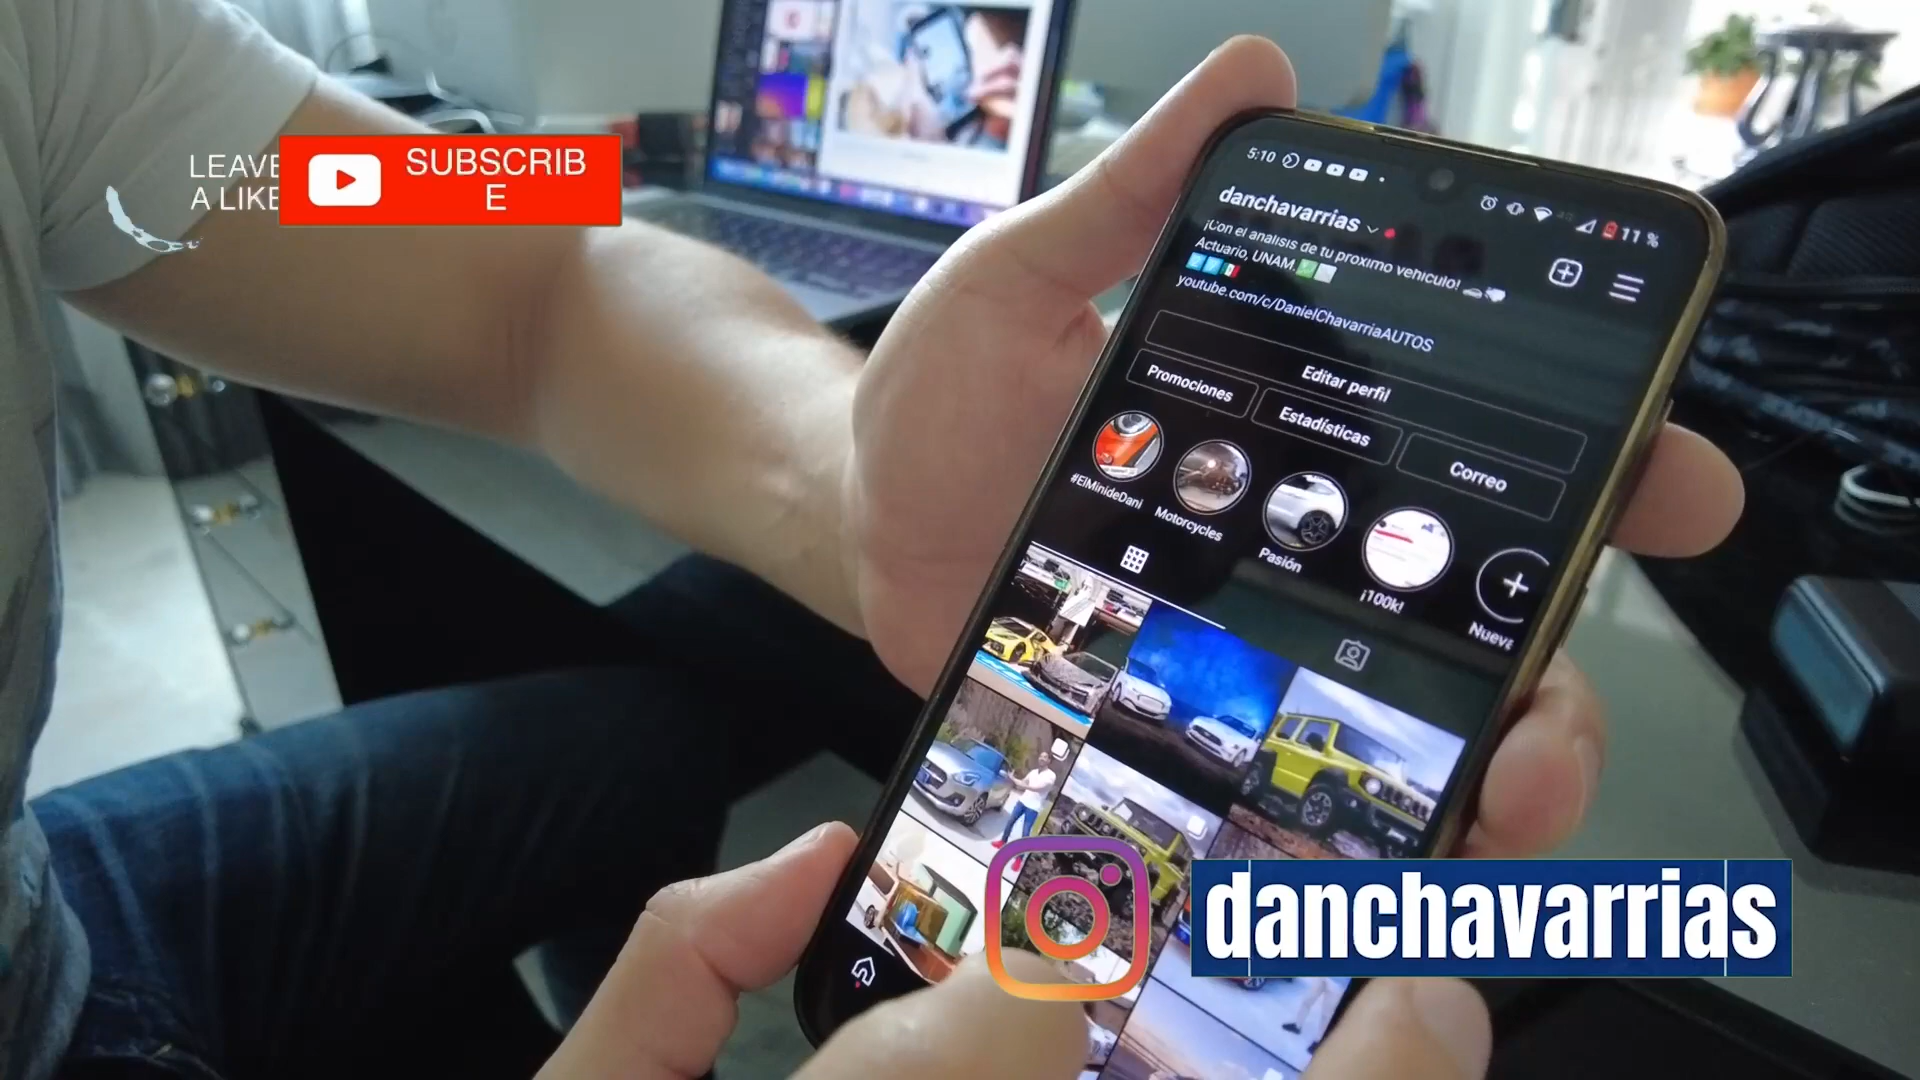 LEAVE
A LIKE
SUBSCRIB
E
5:10
11 %
danchavarrias
¡Con el analisis de tu proximo vehiculo!
Actuario, UNAM.
youtube.com/c/DanielChavarriaAUTOS
Editar perfil
Promociones
Estadísticas
Correo
#ElMinideDani
Motorcycles
Pasión
¡100k!
Nueva
danchavarrias